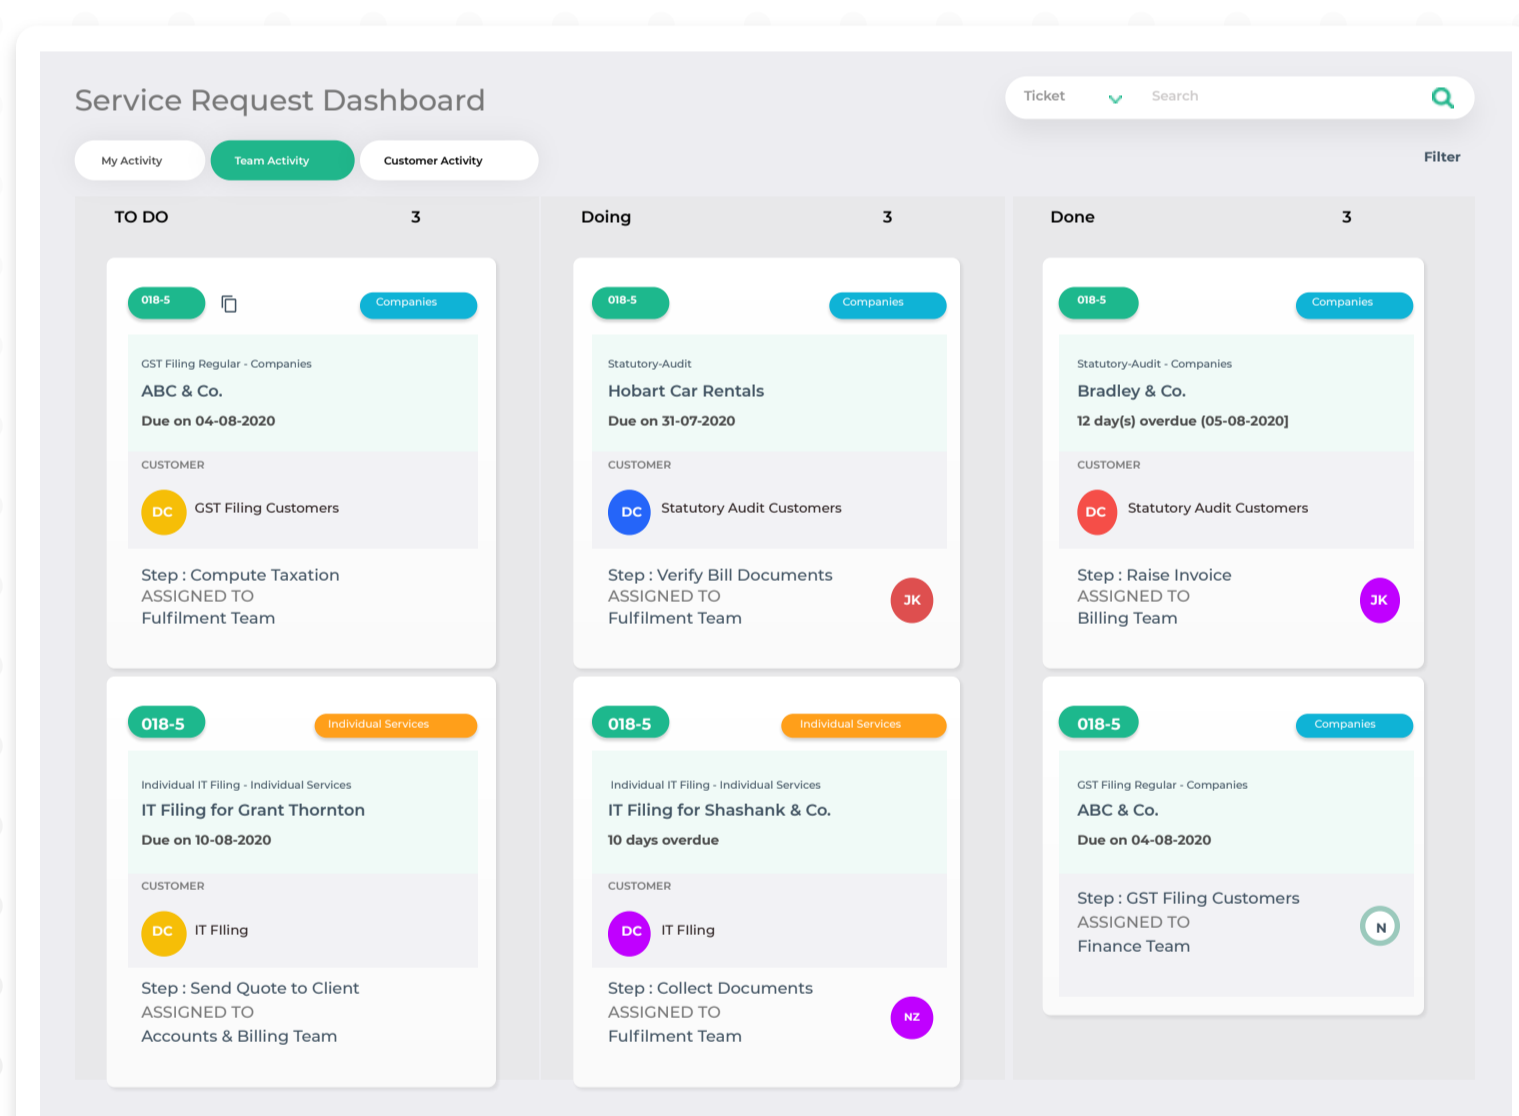 Service Request Dashboard
Ticket Search
My Activity Team Activity Customer Activity
Filter
TO DO 3
018-5 Companies
GST Filing Regular - Companies
ABC & Co.
Due on 04-08-2020
CUSTOMER
DC GST Filing Customers
Step : Compute Taxation
ASSIGNED TO
Fulfilment Team
018-5 Individual Services
Individual IT Filing - Individual Services
IT Filing for Grant Thornton
Due on 10-08-2020
CUSTOMER
DC IT FIling
Step : Send Quote to Client
ASSIGNED TO
Accounts & Billing Team
Doing 3
018-5 Companies
Statutory-Audit
Hobart Car Rentals
Due on 31-07-2020
CUSTOMER
DC Statutory Audit Customers
Step : Verify Bill Documents
ASSIGNED TO
Fulfilment Team
JK
018-5 Individual Services
Individual IT Filing - Individual Services
IT Filing for Shashank & Co.
10 days overdue
CUSTOMER
DC IT FIling
Step : Collect Documents
ASSIGNED TO
Fulfilment Team
NZ
Done 3
018-5 Companies
Statutory-Audit - Companies
Bradley & Co.
12 day(s) overdue (05-08-2020]
CUSTOMER
DC Statutory Audit Customers
Step : Raise Invoice
ASSIGNED TO
Billing Team
JK
018-5 Companies
GST Filing Regular - Companies
ABC & Co.
Due on 04-08-2020
Step : GST Filing Customers
ASSIGNED TO
Finance Team
N